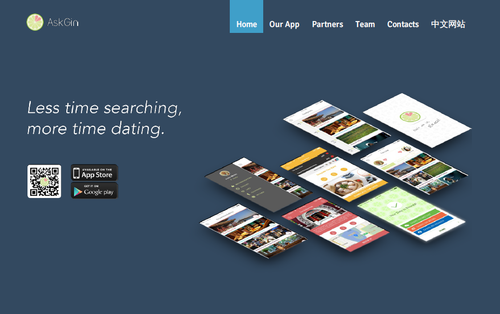 AskGin
Home
Our App
Partners
Team
Contacts
中文网站
Less time searching,
more time dating.
AVAILABLE ON THE
App Store
GET IT ON
Google play